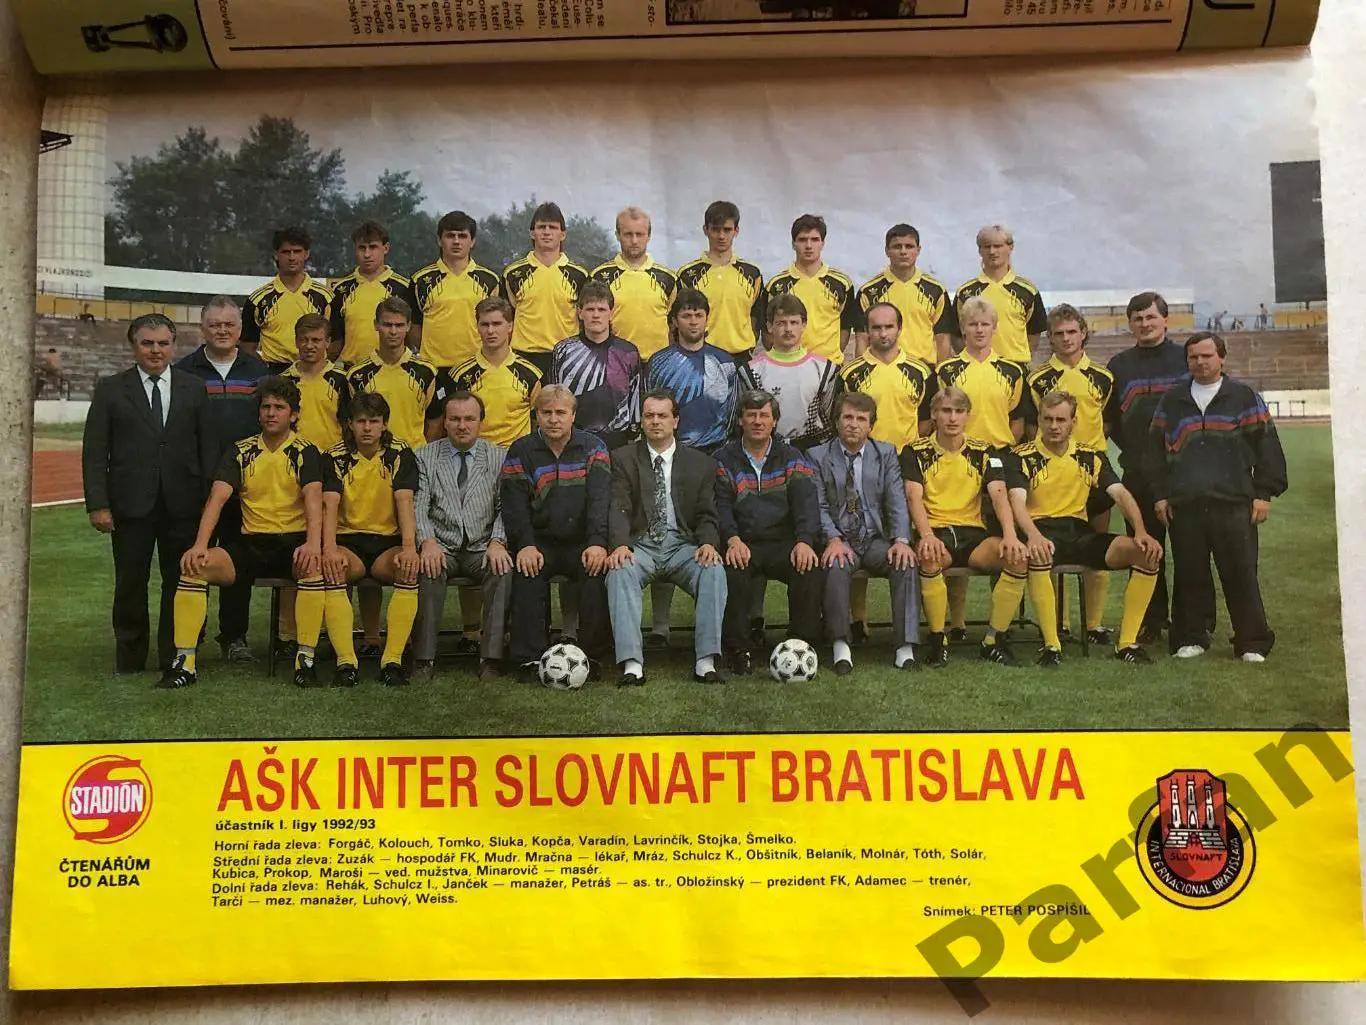 AŠK INTER SLOVNAFT BRATISLAVA
STADIÓN
ČTENÁŘŮM
DO ALBA
účastník I. ligy 1992/93
Horní řada zleva: Forgáč, Kolouch, Tomko, Sluka, Kopča, Varadín, Lavrinčík, Stojka, Šmelko.
Střední řada zleva: Zuzák — hospodář FK, Mudr. Mračna — lékař, Mráz, Schulcz K., Obšitník, Belaník, Molnár, Tóth, Solár,
Kubica, Prokop, Maroši — ved. mužstva, Minarovič — masér.
Dolní řada zleva: Rehák, Schulcz I., Janček — manažer, Petráš — as. tr., Obložinský — prezident FK, Adamec — trenér,
Tarči — mez. manažer, Luhový, Weiss.
Snímek: PETER POSPÍŠIL
SLOVNAFT
INTERNACIONAL BRATISLAVA
Parfan